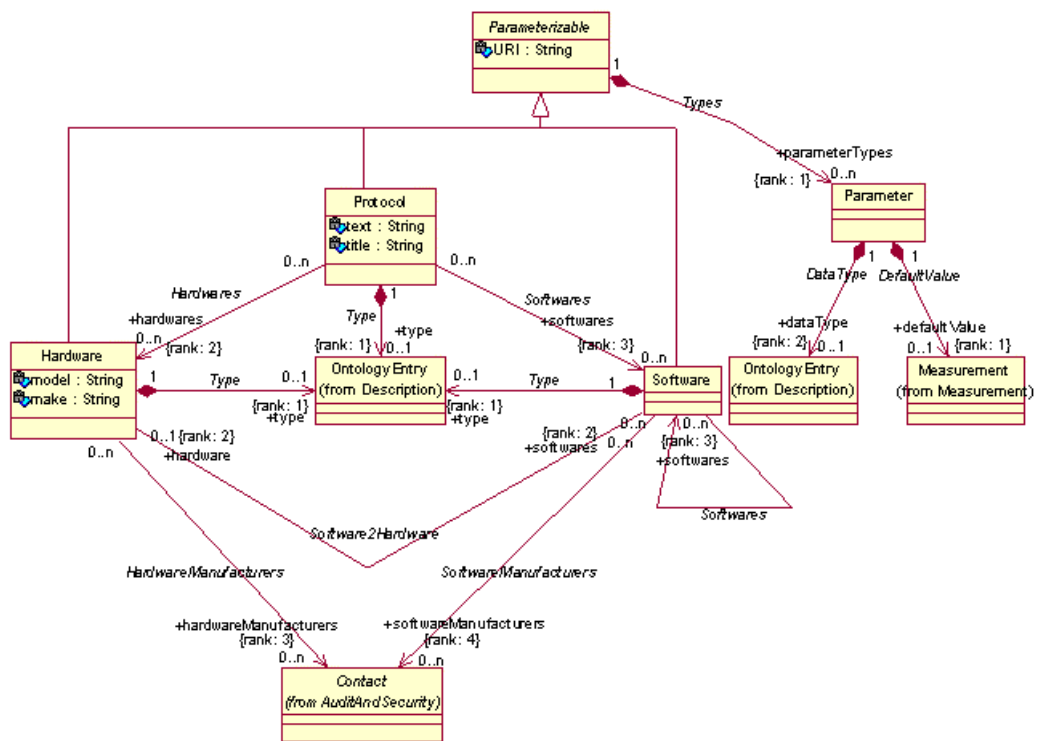 Parameterizable
URI : String
1
Types
+parameterTypes
{rank: 1}
0..n
Parameter
Protocol
text : String
title : String
0..n
0..n
1
1
1
DataType
DefaultValue
Hardwares
Type
Softwares
+hardwares
+type
+softwares
+dataType
+defaultValue
0..n
{rank: 2}
{rank: 1}
0..1
{rank: 3}
0..n
{rank: 2}
0..1
0..1
{rank: 1}
Hardware
model : String
make : String
1
Type
0..1
{rank: 1}
+type
OntologyEntry
(from Description)
0..1
{rank: 1}
+type
Type
1
Software
OntologyEntry
(from Description)
Measurement
(from Measurement)
0..1
{rank: 2}
+hardware
0..n
{rank: 2}
+softwares
0..n
0..n
0..n
{rank: 3}
+softwares
Softwares
Software2Hardware
HardwareManufacturers
SoftwareManufacturers
+hardwareManufacturers
{rank: 3}
0..n
+softwareManufacturers
{rank: 4}
0..n
Contact
(from AuditAndSecurity)